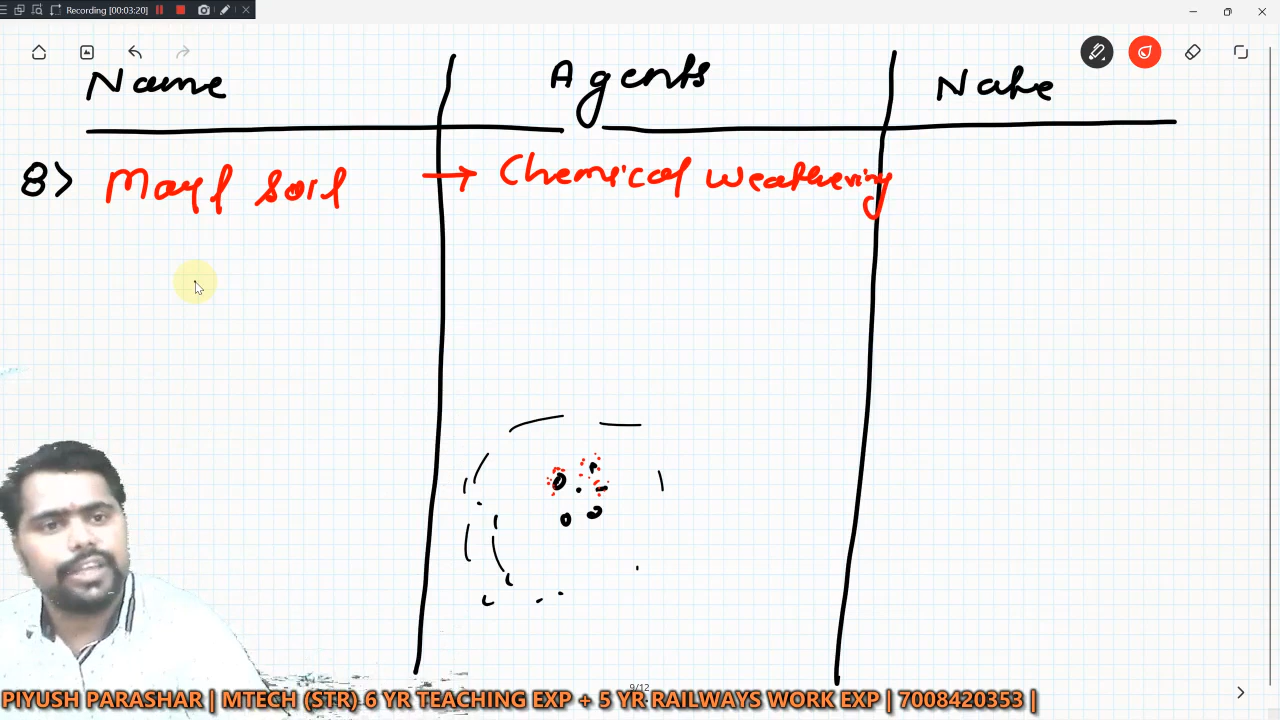 Recording [00:03:20]
Name Agents Note
8> Marl Soil → Chemical Weathering
9/12
PIYUSH PARASHAR | MTECH (STR) 6 YR TEACHING EXP + 5 YR RAILWAYS WORK EXP | 7008420353 |